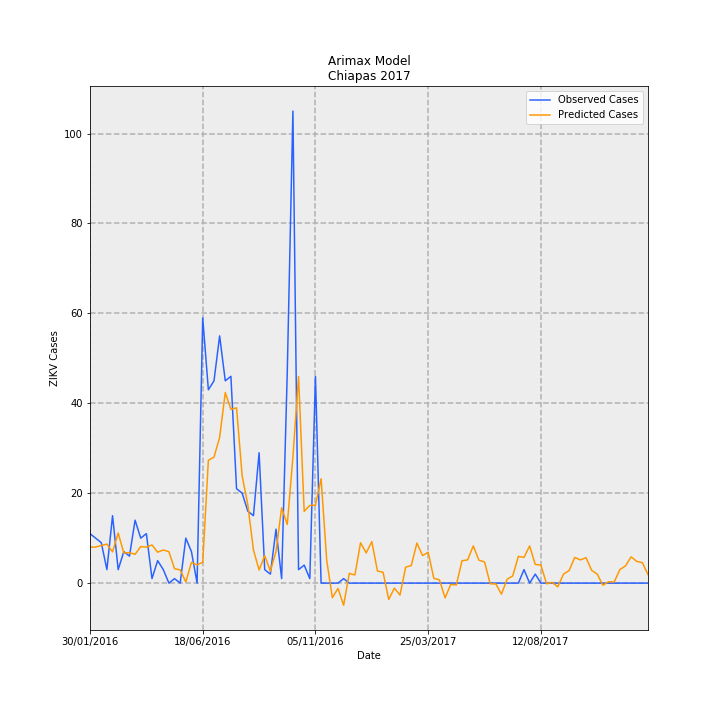 Arimax Model
Chiapas 2017
Observed Cases
Predicted Cases
100
80
60
40
20
0
ZIKV Cases
30/01/2016
18/06/2016
05/11/2016
25/03/2017
12/08/2017
Date